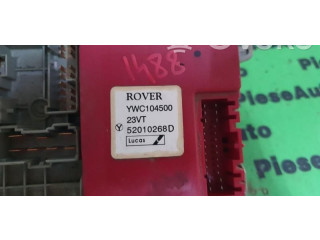 1488
ROVER
YWC104500
23VT
52010268D
Lucas
PieseAuto
PieseAuto